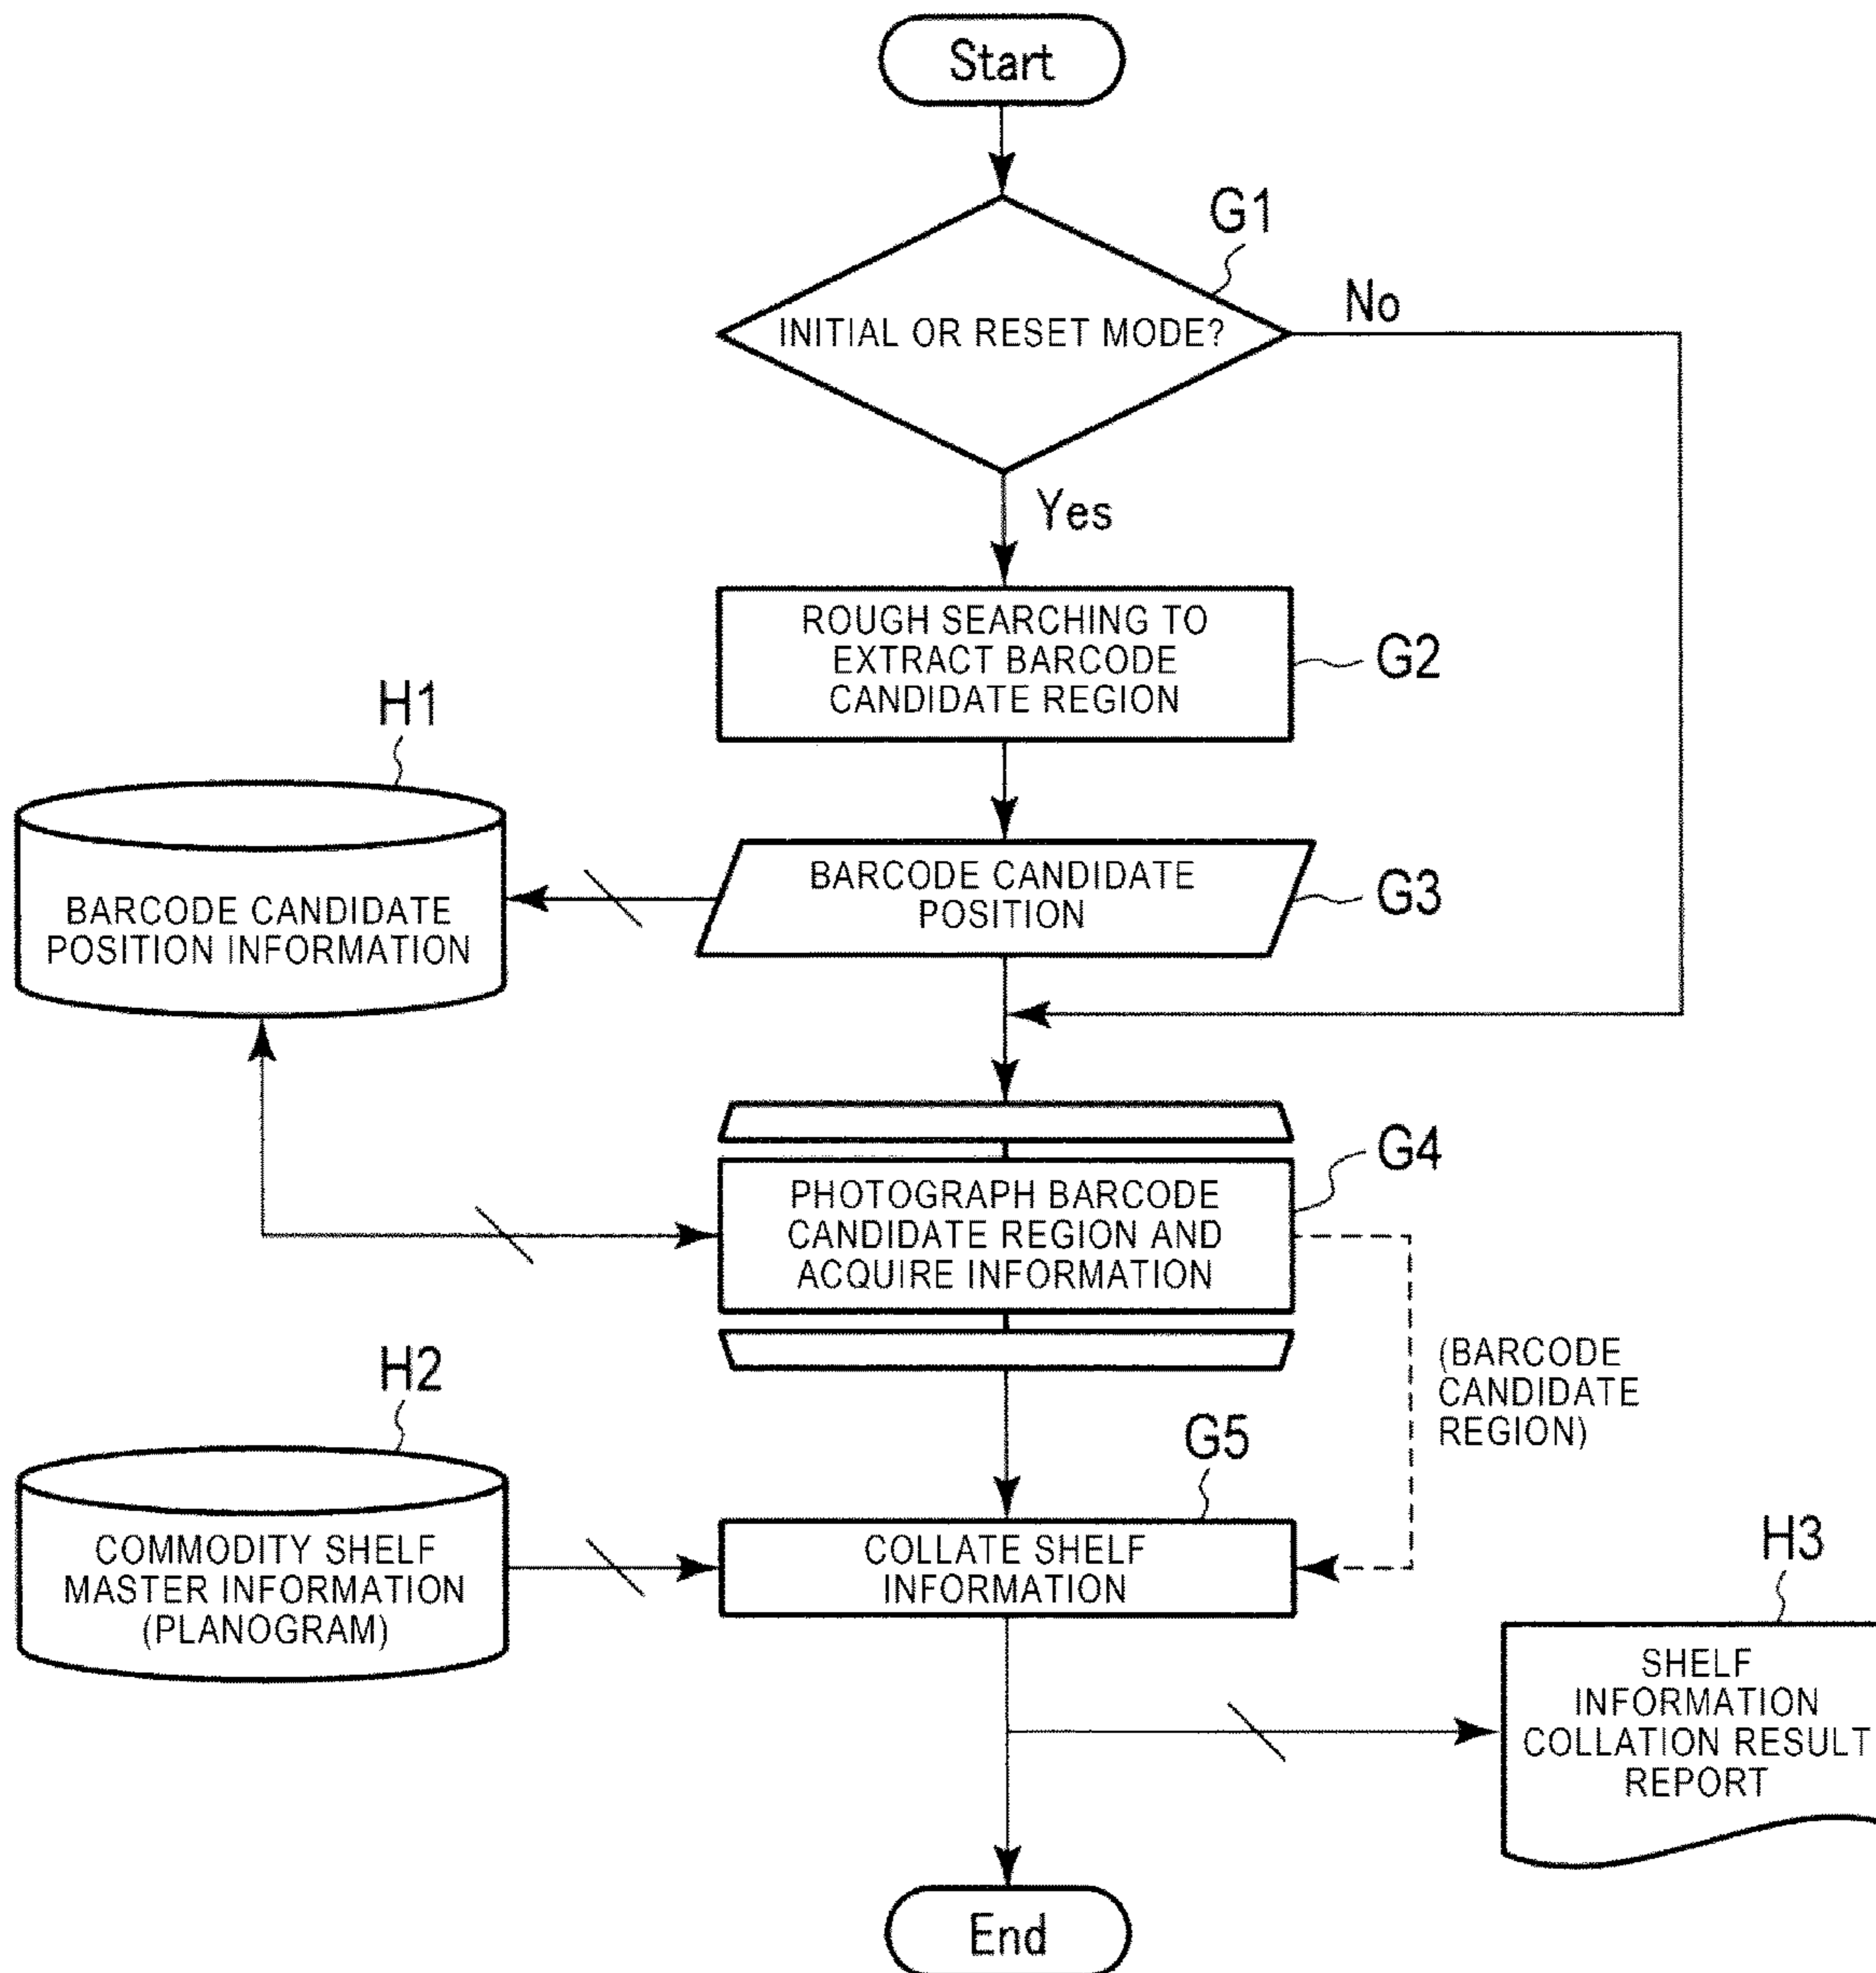 Start
G1
INITIAL OR RESET MODE?
No
Yes
ROUGH SEARCHING TO
EXTRACT BARCODE
CANDIDATE REGION
G2
H1
BARCODE CANDIDATE
POSITION INFORMATION
BARCODE CANDIDATE
POSITION
G3
PHOTOGRAPH BARCODE
CANDIDATE REGION AND
ACQUIRE INFORMATION
G4
(BARCODE
CANDIDATE
REGION)
H2
COMMODITY SHELF
MASTER INFORMATION
(PLANOGRAM)
G5
COLLATE SHELF
INFORMATION
H3
SHELF
INFORMATION
COLLATION RESULT
REPORT
End